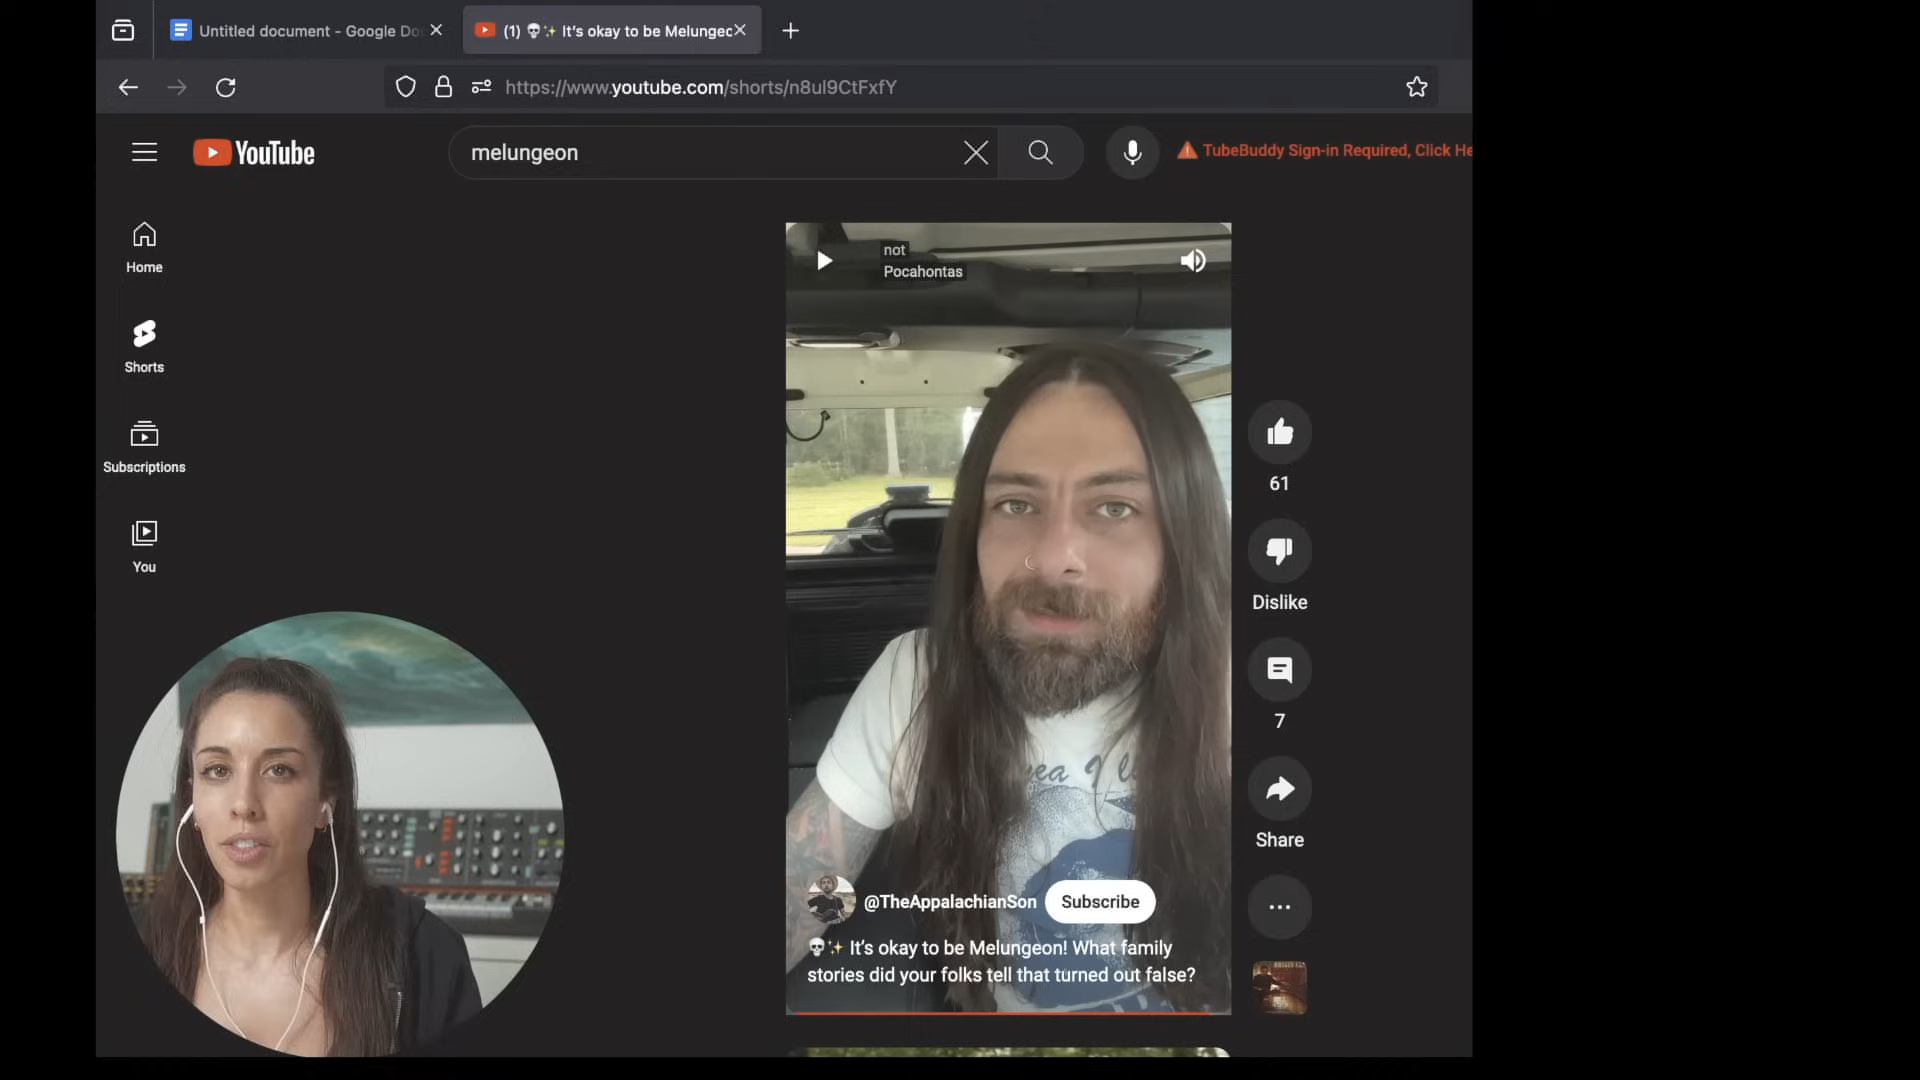 Untitled document - Google Do
(1) 💀✨ It's okay to be Melungeo
https://www.youtube.com/shorts/n8ul9CtFxfY
YouTube
melungeon
TubeBuddy Sign-in Required, Click He
Home
Shorts
Subscriptions
You
not
Pocahontas
61
Dislike
7
Share
@TheAppalachianSon
Subscribe
💀✨ It's okay to be Melungeon! What family
stories did your folks tell that turned out false?